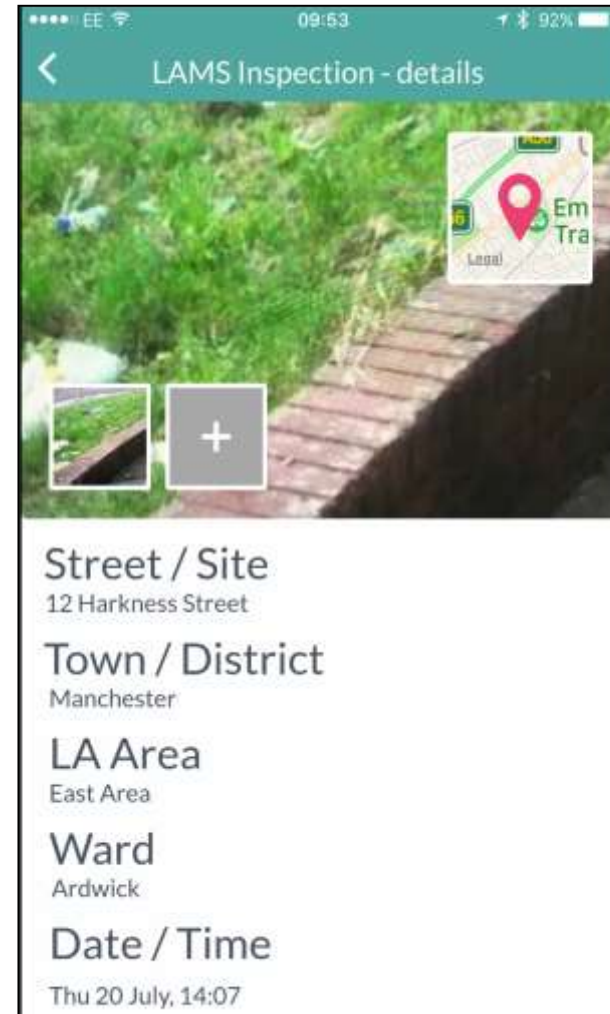 EE 09:53 92%
LAMS Inspection - details
Em
Tra
Legal
+
Street / Site
12 Harkness Street
Town / District
Manchester
LA Area
East Area
Ward
Ardwick
Date / Time
Thu 20 July, 14:07